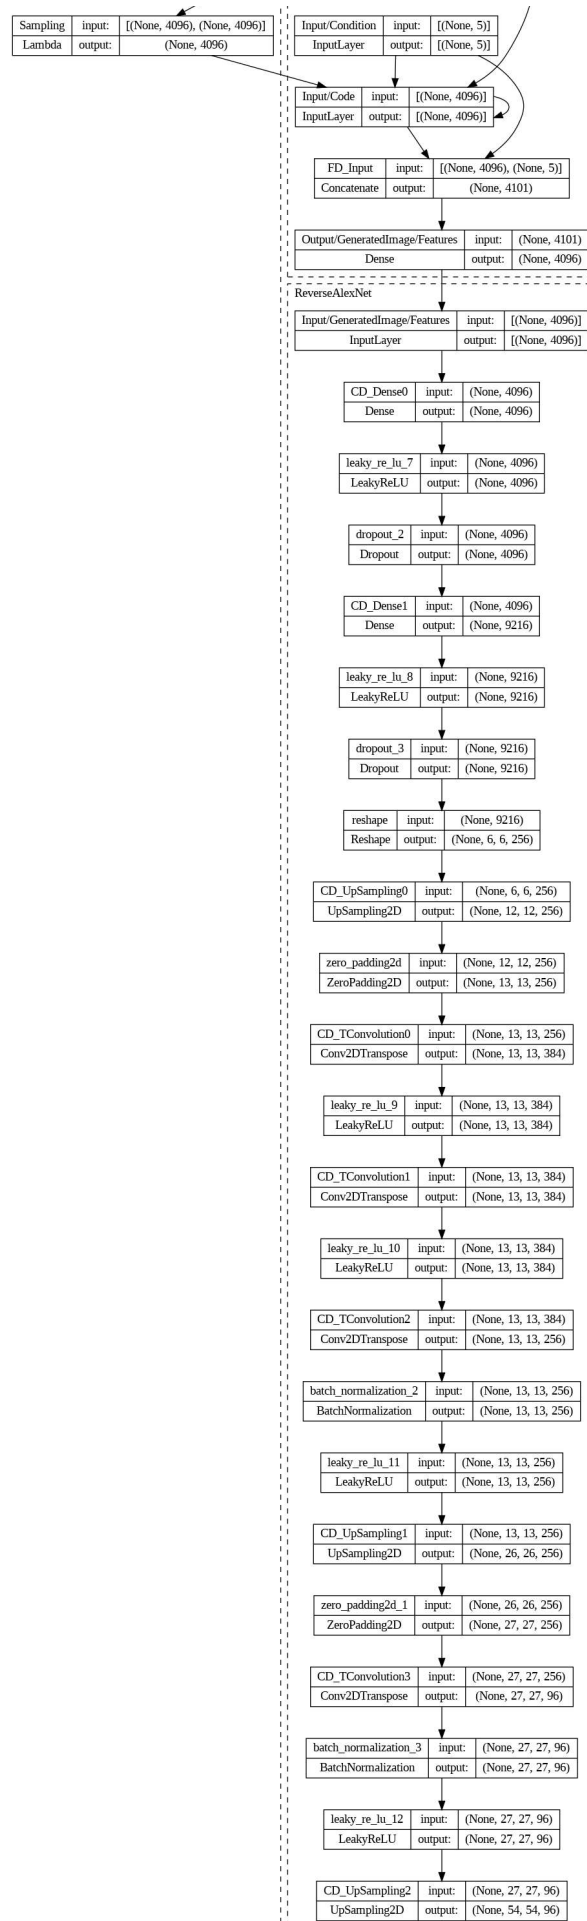 Sampling input: [(None, 4096), (None, 4096)]
Lambda output: (None, 4096)
Input/Condition input: [(None, 5)]
InputLayer output: [(None, 5)]
Input/Code input: [(None, 4096)]
InputLayer output: [(None, 4096)]
FD_Input input: [(None, 4096), (None, 5)]
Concatenate output: (None, 4101)
Output/GeneratedImage/Features input: (None, 4101)
Dense output: (None, 4096)
ReverseAlexNet
Input/GeneratedImage/Features input: [(None, 4096)]
InputLayer output: [(None, 4096)]
CD_Dense0 input: (None, 4096)
Dense output: (None, 4096)
leaky_re_lu_7 input: (None, 4096)
LeakyReLU output: (None, 4096)
dropout_2 input: (None, 4096)
Dropout output: (None, 4096)
CD_Dense1 input: (None, 4096)
Dense output: (None, 9216)
leaky_re_lu_8 input: (None, 9216)
LeakyReLU output: (None, 9216)
dropout_3 input: (None, 9216)
Dropout output: (None, 9216)
reshape input: (None, 9216)
Reshape output: (None, 6, 6, 256)
CD_UpSampling0 input: (None, 6, 6, 256)
UpSampling2D output: (None, 12, 12, 256)
zero_padding2d input: (None, 12, 12, 256)
ZeroPadding2D output: (None, 13, 13, 256)
CD_TConvolution0 input: (None, 13, 13, 256)
Conv2DTranspose output: (None, 13, 13, 384)
leaky_re_lu_9 input: (None, 13, 13, 384)
LeakyReLU output: (None, 13, 13, 384)
CD_TConvolution1 input: (None, 13, 13, 384)
Conv2DTranspose output: (None, 13, 13, 384)
leaky_re_lu_10 input: (None, 13, 13, 384)
LeakyReLU output: (None, 13, 13, 384)
CD_TConvolution2 input: (None, 13, 13, 384)
Conv2DTranspose output: (None, 13, 13, 256)
batch_normalization_2 input: (None, 13, 13, 256)
BatchNormalization output: (None, 13, 13, 256)
leaky_re_lu_11 input: (None, 13, 13, 256)
LeakyReLU output: (None, 13, 13, 256)
CD_UpSampling1 input: (None, 13, 13, 256)
UpSampling2D output: (None, 26, 26, 256)
zero_padding2d_1 input: (None, 26, 26, 256)
ZeroPadding2D output: (None, 27, 27, 256)
CD_TConvolution3 input: (None, 27, 27, 256)
Conv2DTranspose output: (None, 27, 27, 96)
batch_normalization_3 input: (None, 27, 27, 96)
BatchNormalization output: (None, 27, 27, 96)
leaky_re_lu_12 input: (None, 27, 27, 96)
LeakyReLU output: (None, 27, 27, 96)
CD_UpSampling2 input: (None, 27, 27, 96)
UpSampling2D output: (None, 54, 54, 96)